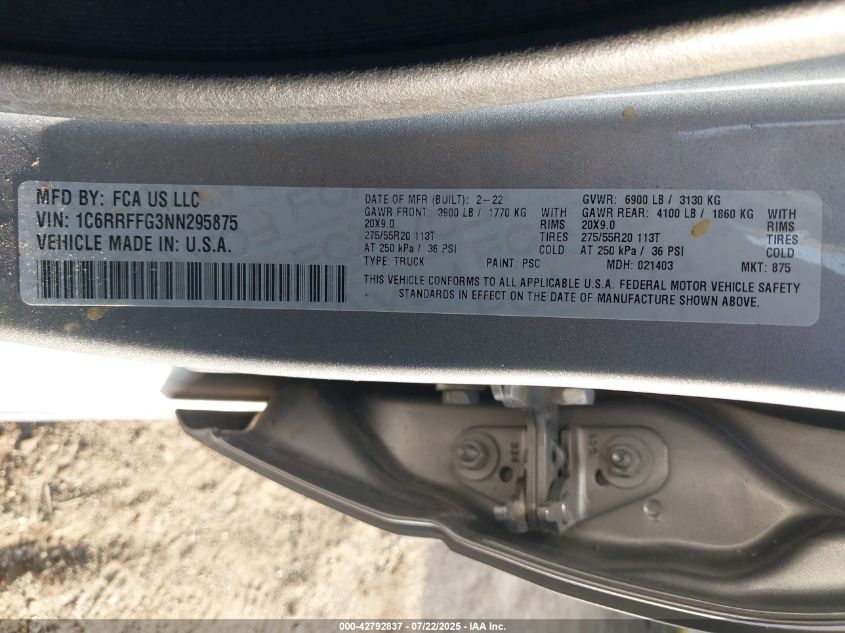 MFD BY: FCA US LLC
VIN: 1C6RRFFG3NN295875
VEHICLE MADE IN: U.S.A.
DATE OF MFR (BUILT): 2-22 GVWR: 6900 LB / 3130 KG
GAWR FRONT: 3900 LB / 1770 KG GAWR REAR: 4100 LB / 1860 KG
20X9.0 RIMS 20X9.0 RIMS
275/55R20 113T TIRES 275/55R20 113T TIRES
AT 250 kPa / 36 PSI COLD AT 250 kPa / 36 PSI COLD
TYPE: TRUCK PAINT: PSC MDH: 021403 MKT: 875
THIS VEHICLE CONFORMS TO ALL APPLICABLE U.S.A. FEDERAL MOTOR VEHICLE SAFETY
STANDARDS IN EFFECT ON THE DATE OF MANUFACTURE SHOWN ABOVE.
000-42792837 - 07/22/2025 - IAA Inc.